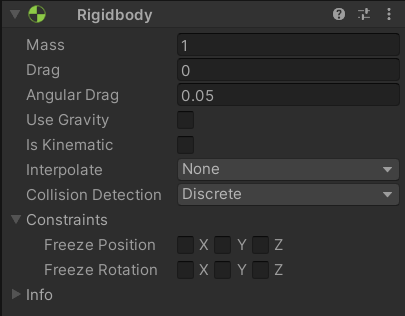 Rigidbody
Mass 1
Drag 0
Angular Drag 0.05
Use Gravity
Is Kinematic
Interpolate None
Collision Detection Discrete
Constraints
Freeze Position X Y Z
Freeze Rotation X Y Z
Info